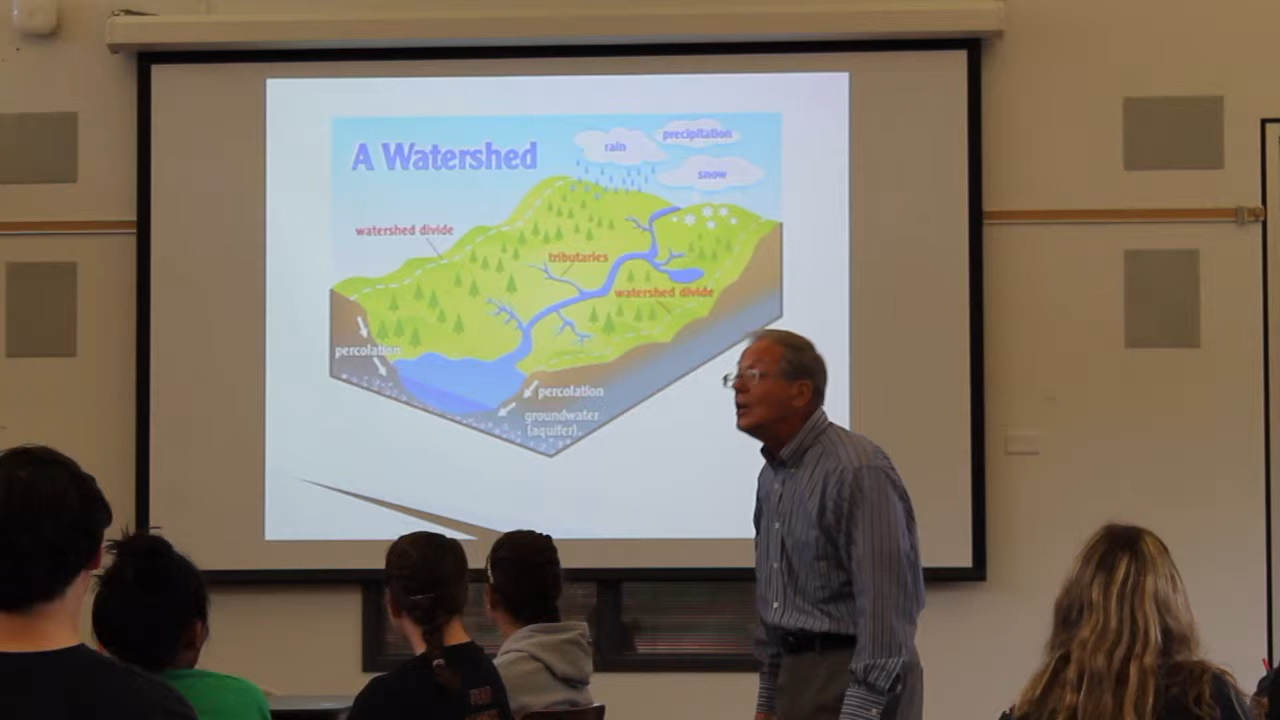 A Watershed
rain
precipitation
snow
watershed divide
tributaries
watershed divide
percolation
percolation
groundwater
(aquifer).